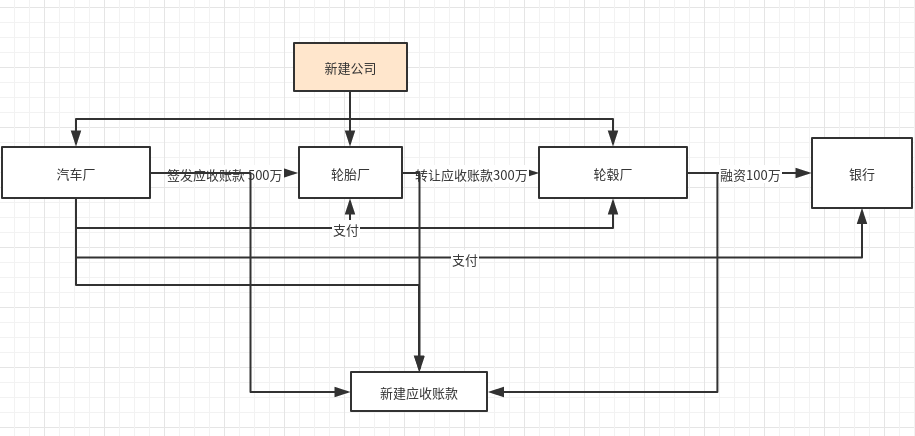 新建公司
汽车厂
签发应收账款 500万
轮胎厂
转让应收账款300万
轮毂厂
融资100万
银行
支付
支付
新建应收账款